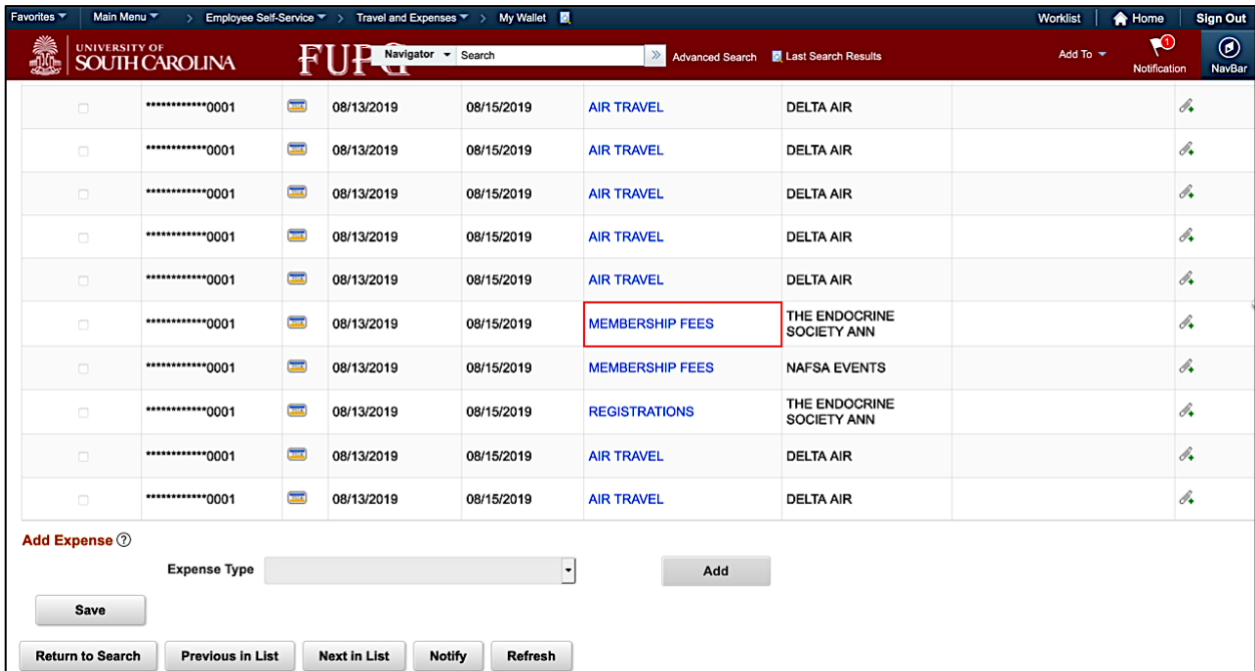 Favorites Main Menu > Employee Self-Service > Travel and Expenses > My Wallet Worklist Home Sign Out
UNIVERSITY OF
SOUTH CAROLINA
Navigator Search » Advanced Search Last Search Results Add To 1
Notification NavBar
************0001 08/13/2019 08/15/2019 AIR TRAVEL DELTA AIR
************0001 08/13/2019 08/15/2019 AIR TRAVEL DELTA AIR
************0001 08/13/2019 08/15/2019 AIR TRAVEL DELTA AIR
************0001 08/13/2019 08/15/2019 AIR TRAVEL DELTA AIR
************0001 08/13/2019 08/15/2019 AIR TRAVEL DELTA AIR
************0001 08/13/2019 08/15/2019 MEMBERSHIP FEES THE ENDOCRINE
SOCIETY ANN
************0001 08/13/2019 08/15/2019 MEMBERSHIP FEES NAFSA EVENTS
************0001 08/13/2019 08/15/2019 REGISTRATIONS THE ENDOCRINE
SOCIETY ANN
************0001 08/13/2019 08/15/2019 AIR TRAVEL DELTA AIR
************0001 08/13/2019 08/15/2019 AIR TRAVEL DELTA AIR
Add Expense ?
Expense Type Add
Save
Return to Search Previous in List Next in List Notify Refresh